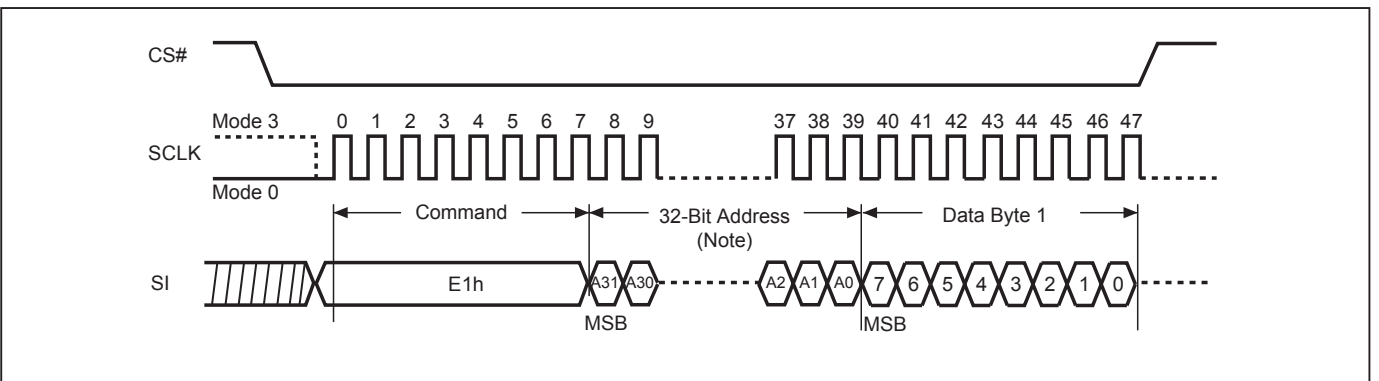 CS#
Mode 3
0 1 2 3 4 5 6 7 8 9 37 38 39 40 41 42 43 44 45 46 47
SCLK
Mode 0
Command
32-Bit Address
(Note)
Data Byte 1
SI
E1h
A31 A30 A2 A1 A0 7 6 5 4 3 2 1 0
MSB MSB